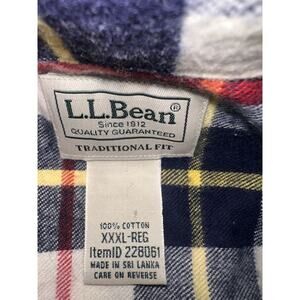 L.L.Bean®
Since 1912
QUALITY GUARANTEED
TRADITIONAL FIT
100% COTTON
XXXL-REG
ItemID 228061
MADE IN SRI LANKA
CARE ON REVERSE